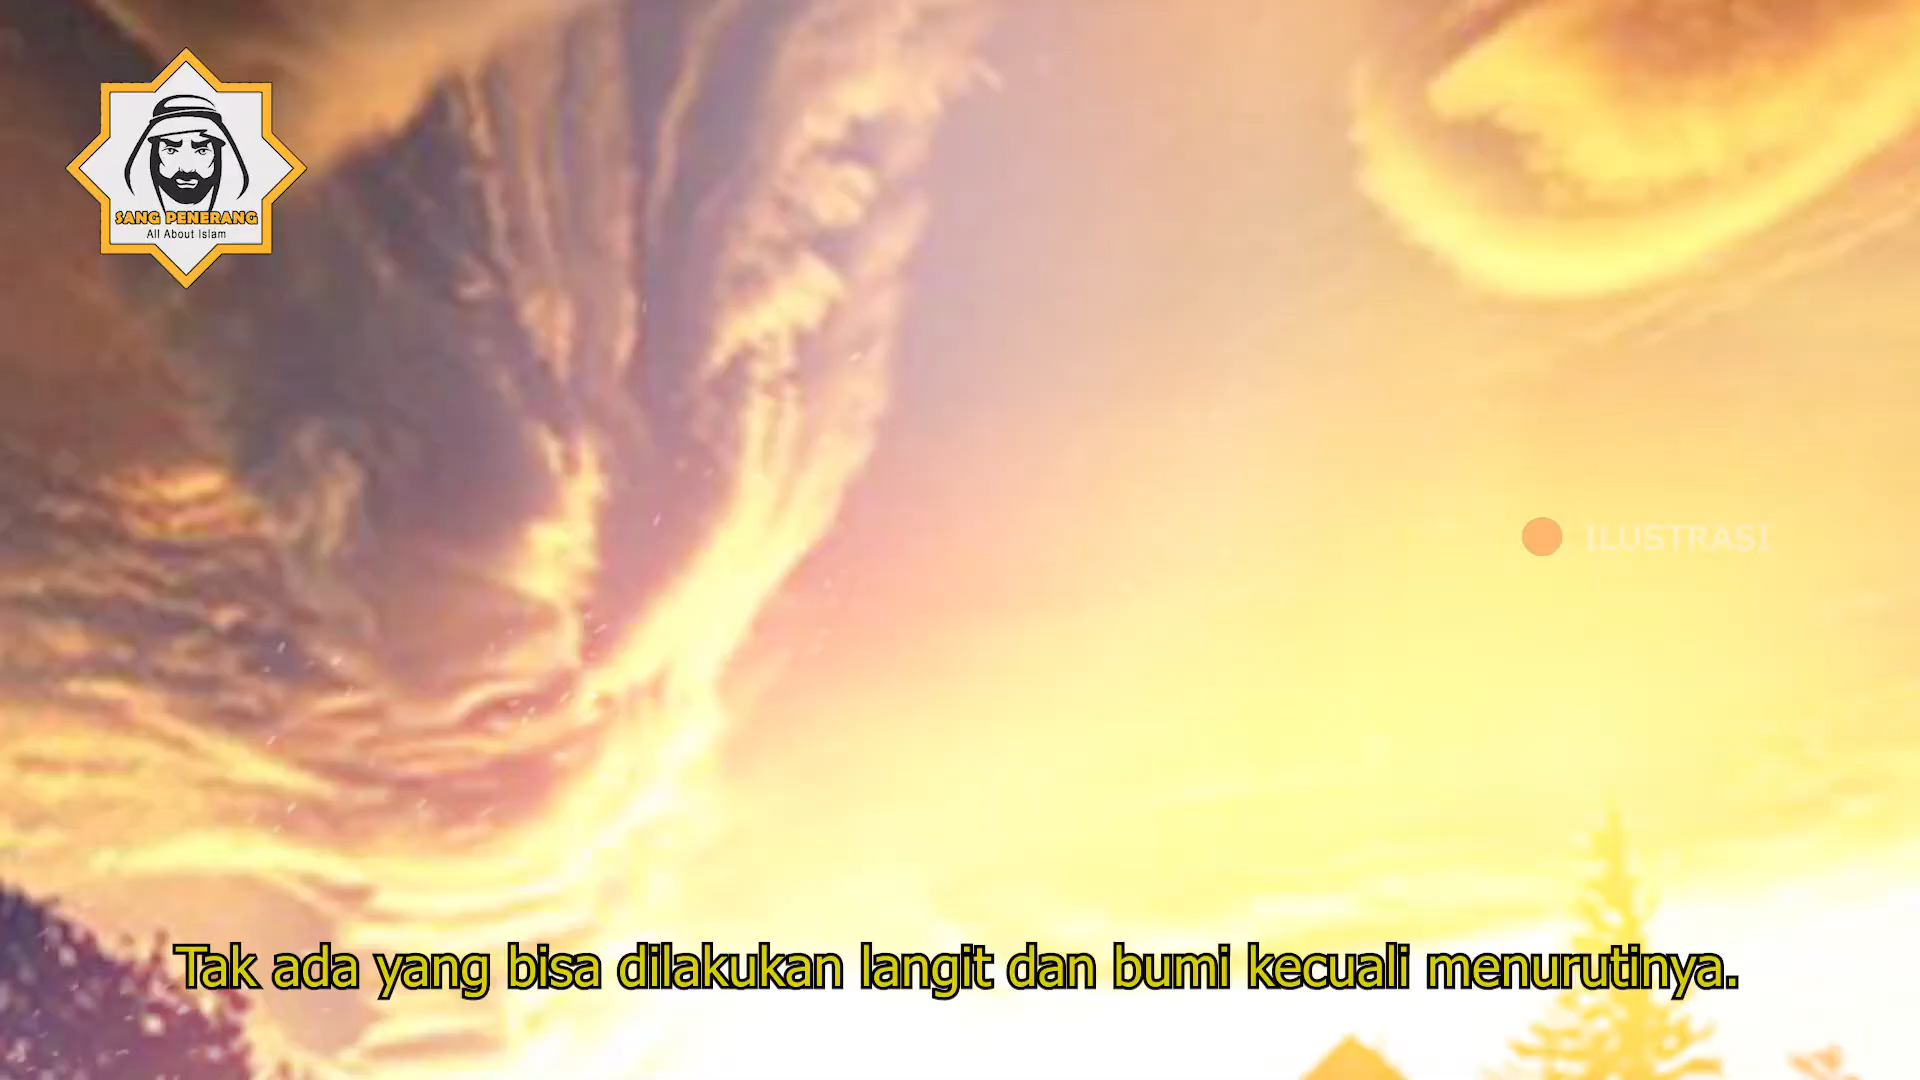 SANG PENERANG
All About Islam
ILUSTRASI
Tak ada yang bisa dilakukan langit dan bumi kecuali menurutinya.